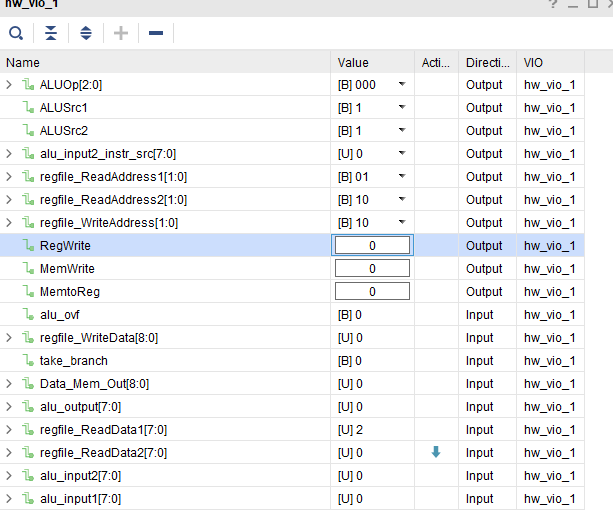 hw_vio_1
Name Value Acti... Directi... VIO
ALUOp[2:0] [B] 000 Output hw_vio_1
ALUSrc1 [B] 1 Output hw_vio_1
ALUSrc2 [B] 1 Output hw_vio_1
alu_input2_instr_src[7:0] [U] 0 Output hw_vio_1
regfile_ReadAddress1[1:0] [B] 01 Output hw_vio_1
regfile_ReadAddress2[1:0] [B] 10 Output hw_vio_1
regfile_WriteAddress[1:0] [B] 10 Output hw_vio_1
RegWrite 0 Output hw_vio_1
MemWrite 0 Output hw_vio_1
MemtoReg 0 Output hw_vio_1
alu_ovf [B] 0 Input hw_vio_1
regfile_WriteData[8:0] [U] 0 Input hw_vio_1
take_branch [B] 0 Input hw_vio_1
Data_Mem_Out[8:0] [U] 0 Input hw_vio_1
alu_output[7:0] [U] 0 Input hw_vio_1
regfile_ReadData1[7:0] [U] 2 Input hw_vio_1
regfile_ReadData2[7:0] [U] 0 Input hw_vio_1
alu_input2[7:0] [U] 0 Input hw_vio_1
alu_input1[7:0] [U] 0 Input hw_vio_1